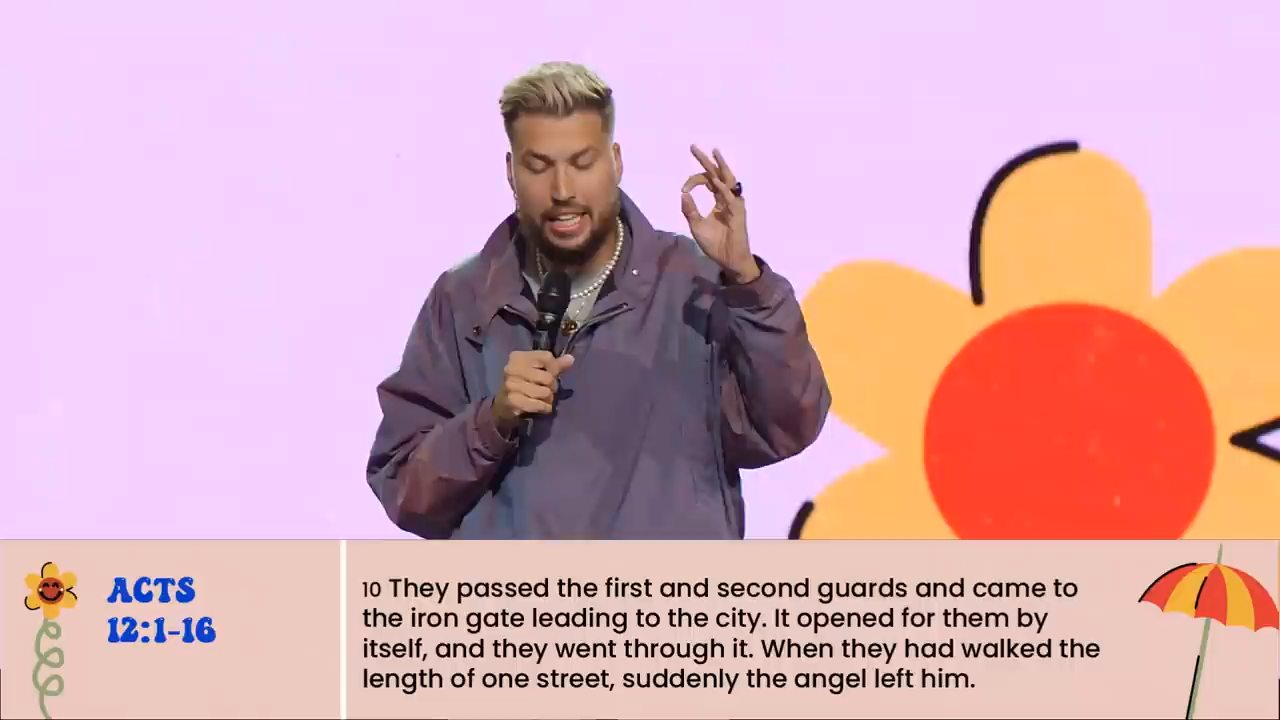 ACTS
12:1-16
10 They passed the first and second guards and came to
the iron gate leading to the city. It opened for them by
itself, and they went through it. When they had walked the
length of one street, suddenly the angel left him.